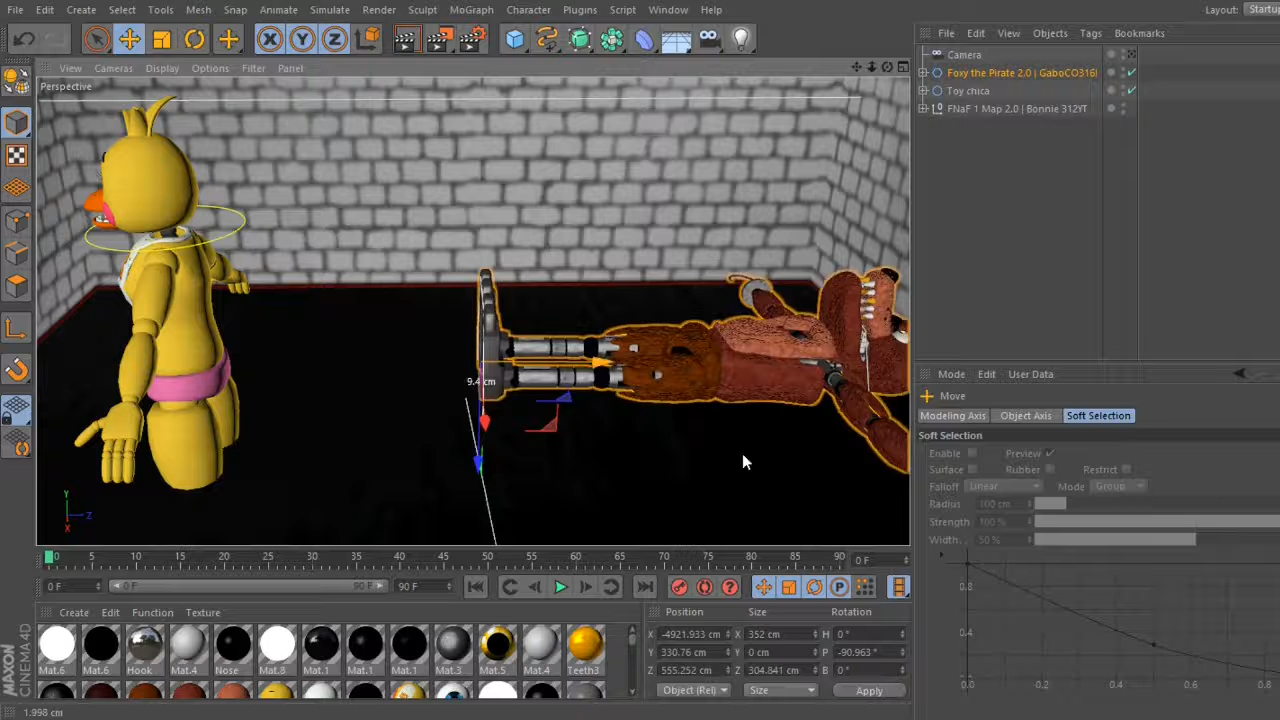 File Edit Create Select Tools Mesh Snap Animate Simulate Render Sculpt MoGraph Character Plugins Script Window Help Layout: Startu
X Y Z
File Edit View Objects Tags Bookmarks
View Cameras Display Options Filter Panel
Perspective
Camera
Foxy the Pirate 2.0 | GaboCO316
Toy chica
FNaF 1 Map 2.0 | Bonnie 312YT
9.4 cm
Y
Z
X
Mode Edit User Data
Move
Modeling Axis Object Axis Soft Selection
Soft Selection
Enable Preview
Surface Rubber Restrict
Falloff Linear Mode Group
Radius 100 cm
Strength 100 %
Width. 50 %
0.8
0.4
0.0 0.2 0.4 0.6 0.8
0 5 10 15 20 25 30 35 40 45 50 55 60 65 70 75 80 85 90 0 F
0 F 0 F 90 F 90 F P
Create Edit Function Texture
Mat.6 Mat.6 Hook Mat.4 Nose Mat.8 Mat.1 Mat.1 Mat.1 Mat.3 Mat.5 Mat.4 Teeth3
Position Size Rotation
X -4921.933 cm X 352 cm H 0 °
Y 330.76 cm Y 0 cm P -90.963 °
Z 555.252 cm Z 304.841 cm B 0 °
Object (Rel) Size Apply
MAXON
CINEMA4D
1.998 cm